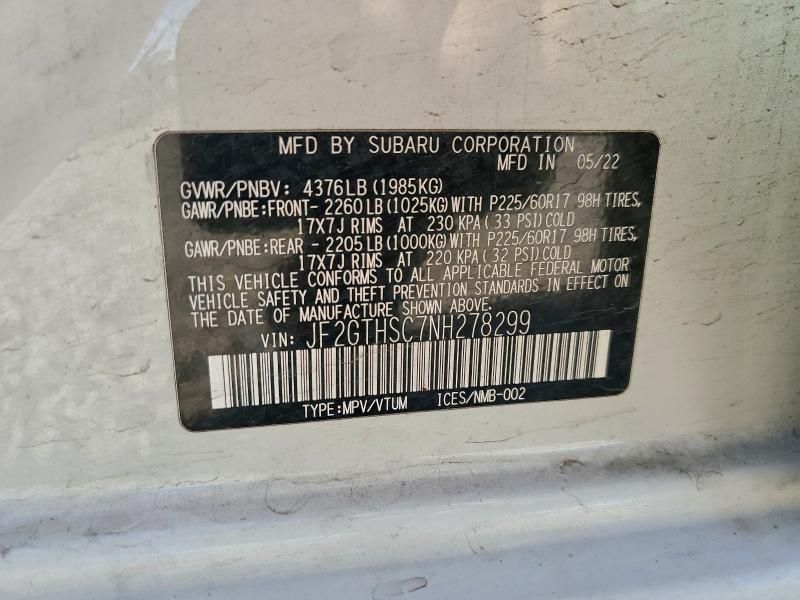 MFD BY SUBARU CORPORATION
MFD IN 05/22
GVWR/PNBV: 4376LB(1985KG)
GAWR/PNBE:FRONT-2260LB(1025KG)WITH P225/60R17 98H TIRES,
17X7J RIMS AT 230 KPA(33 PSI)COLD
GAWR/PNBE:REAR -2205LB(1000KG)WITH P225/60R17 98H TIRES,
17X7J RIMS AT 220 KPA(32 PSI)COLD
THIS VEHICLE CONFORMS TO ALL APPLICABLE FEDERAL MOTOR
VEHICLE SAFETY AND THEFT PREVENTION STANDARDS IN EFFECT ON
THE DATE OF MANUFACTURE SHOWN ABOVE.
VIN: JF2GTHSC7NH278299
TYPE:MPV/VTUM ICES/NMB-002